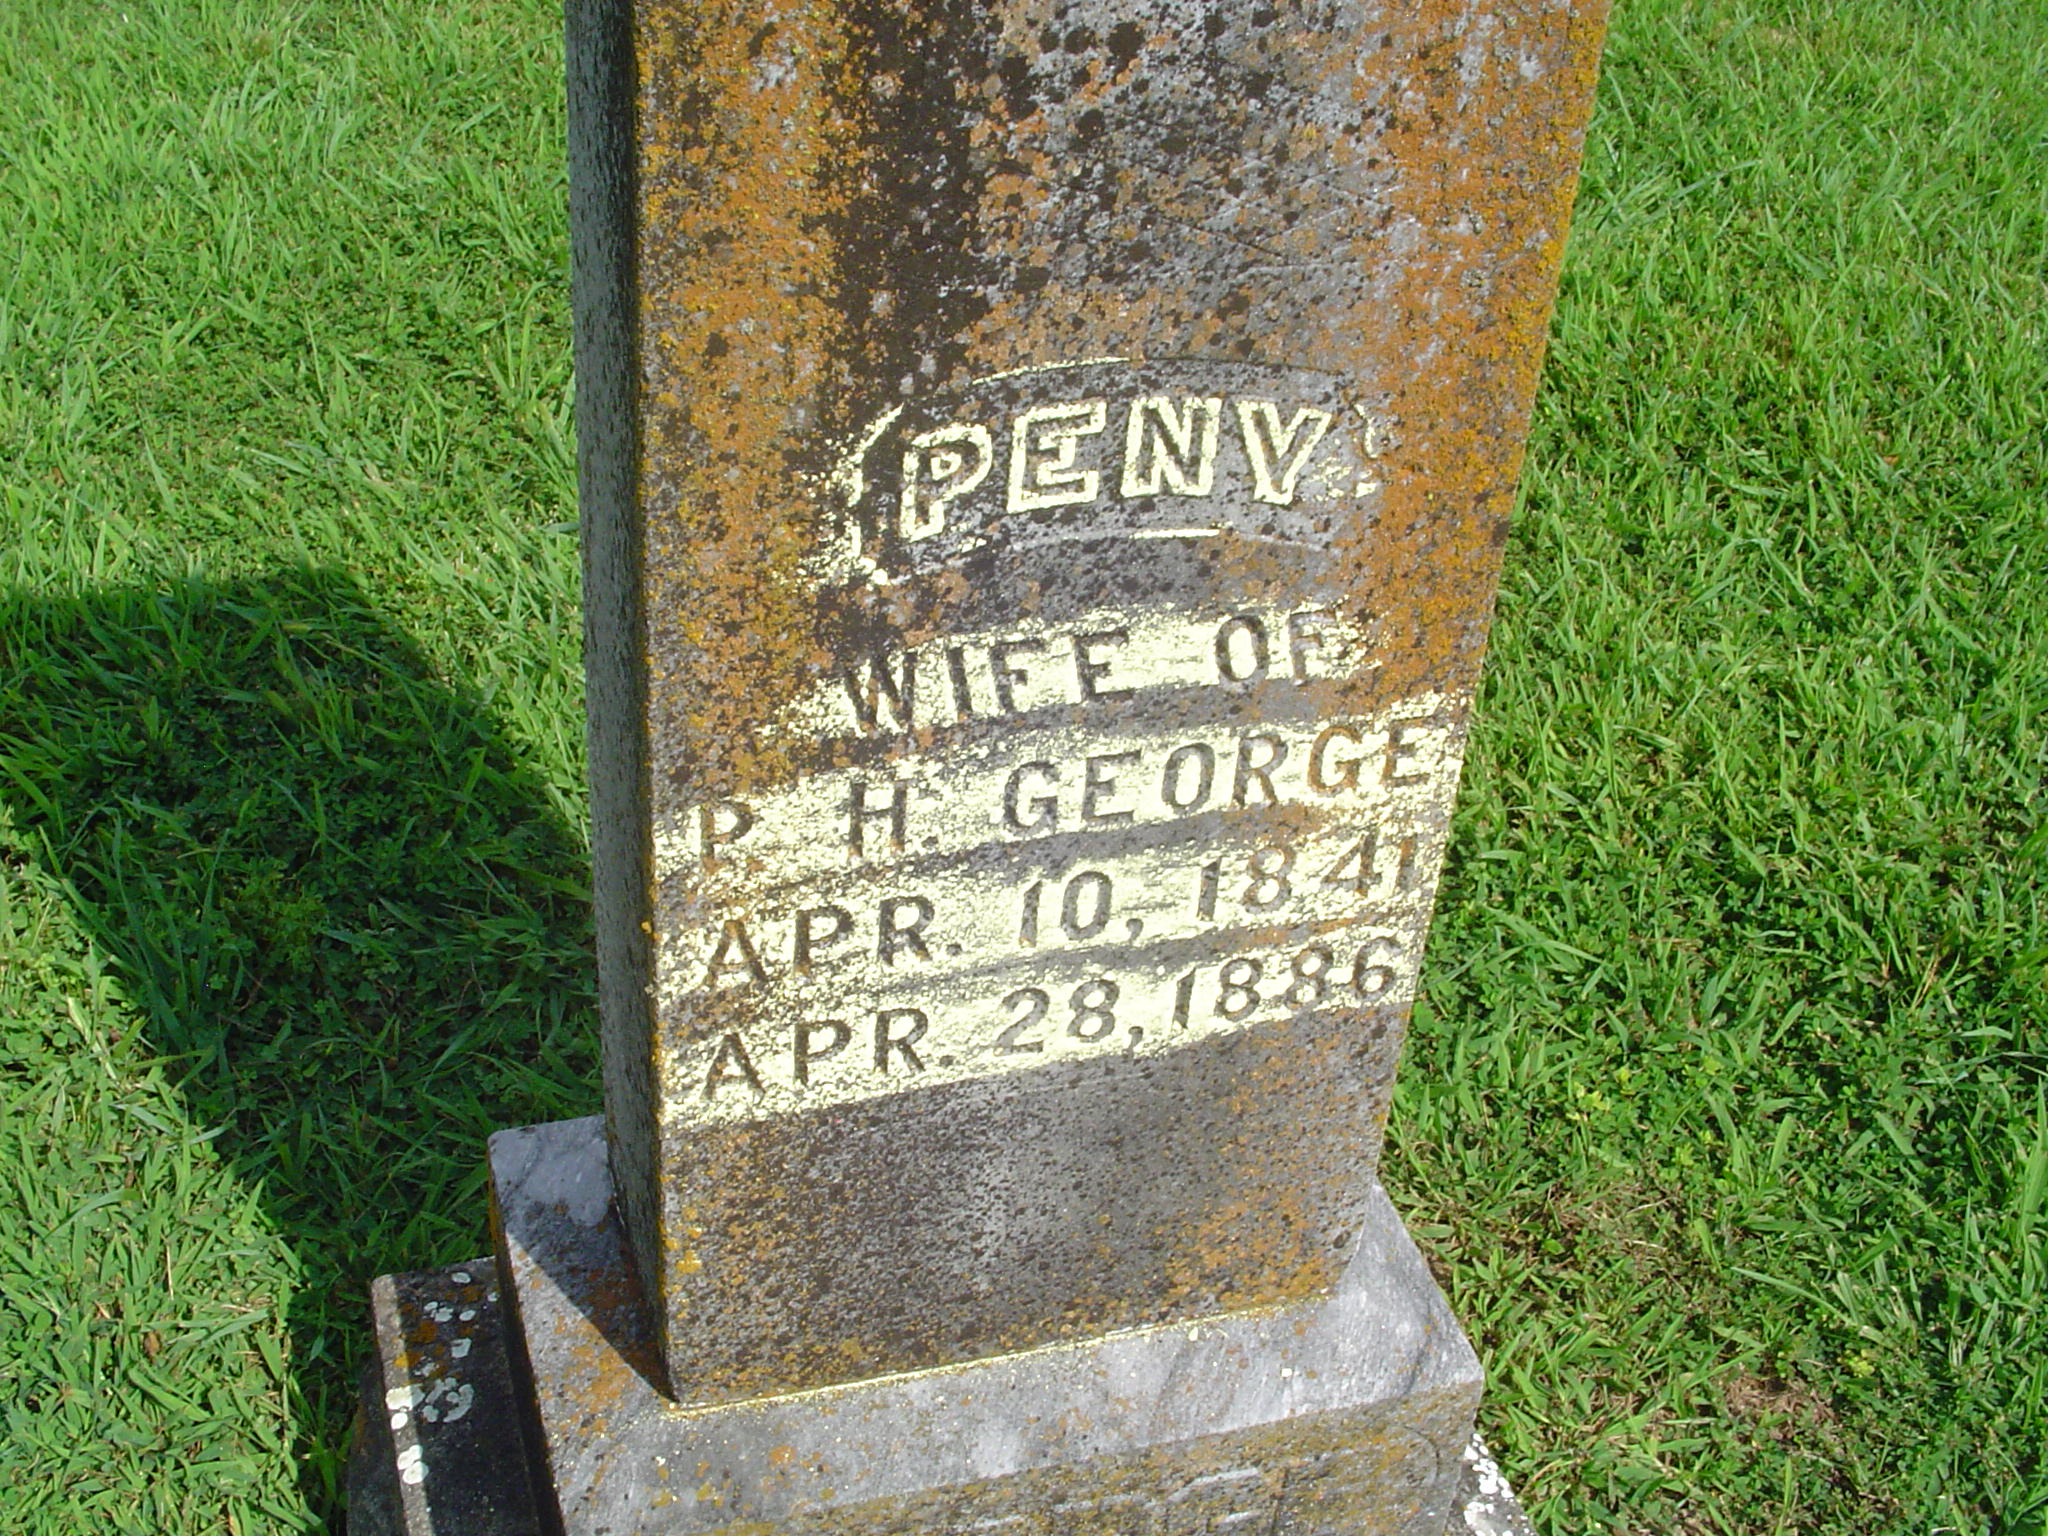 PENY
WIFE OF
P. H. GEORGE
APR. 10, 1841
APR. 28, 1886